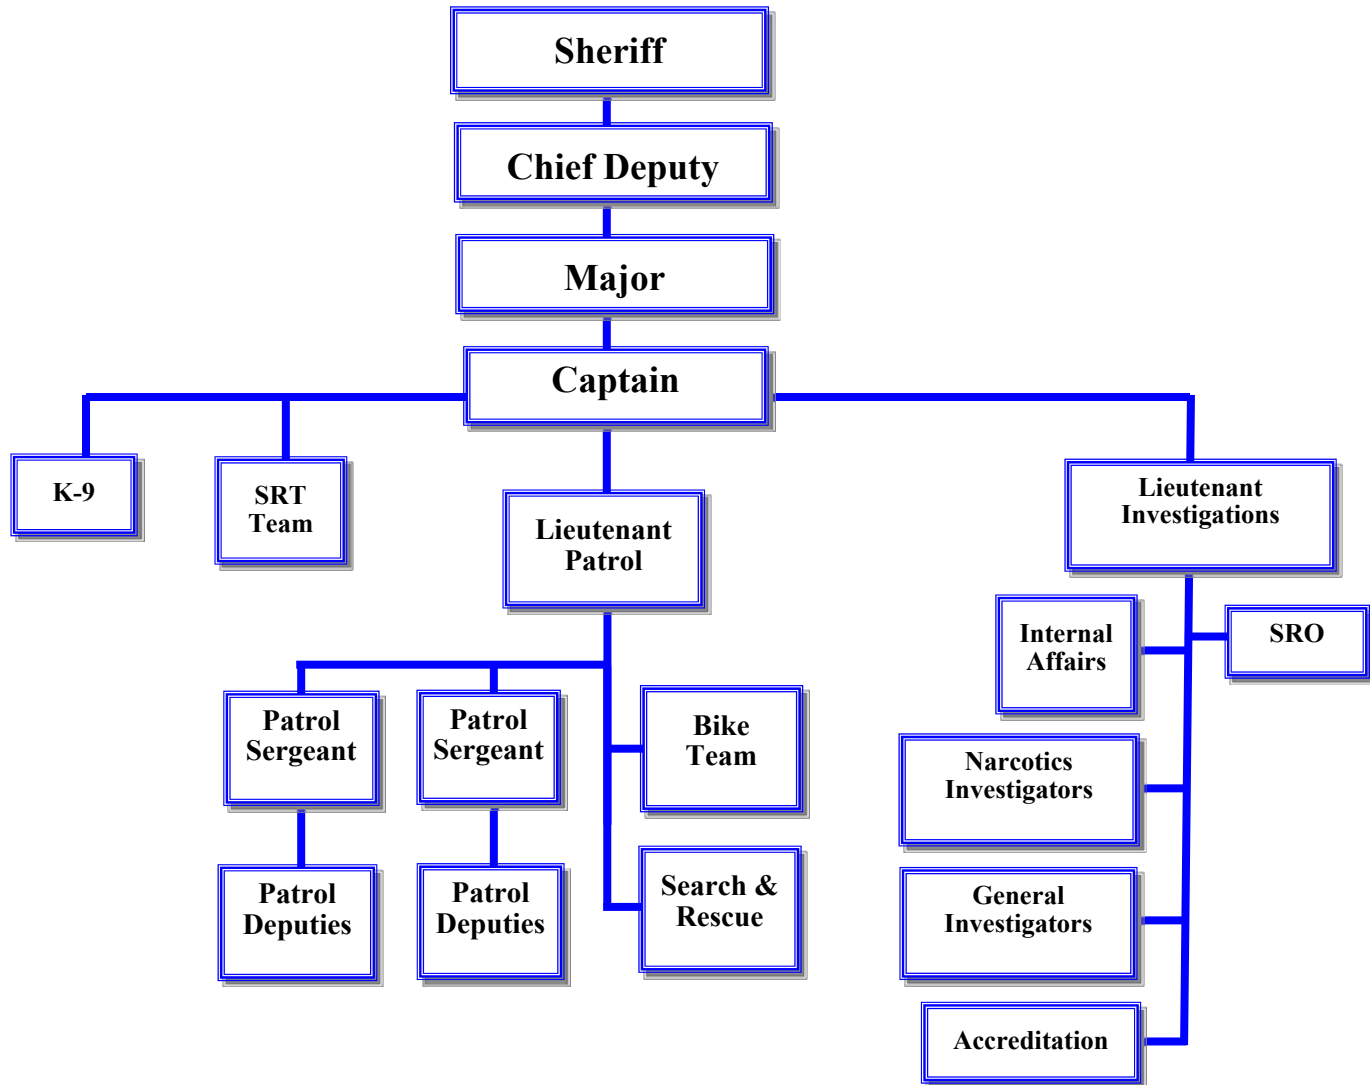 Sheriff
Chief Deputy
Major
Captain
K-9
SRT
Team
Lieutenant
Patrol
Lieutenant
Investigations
Internal
Affairs
SRO
Patrol
Sergeant
Patrol
Sergeant
Bike
Team
Narcotics
Investigators
Patrol
Deputies
Patrol
Deputies
Search &
Rescue
General
Investigators
Accreditation